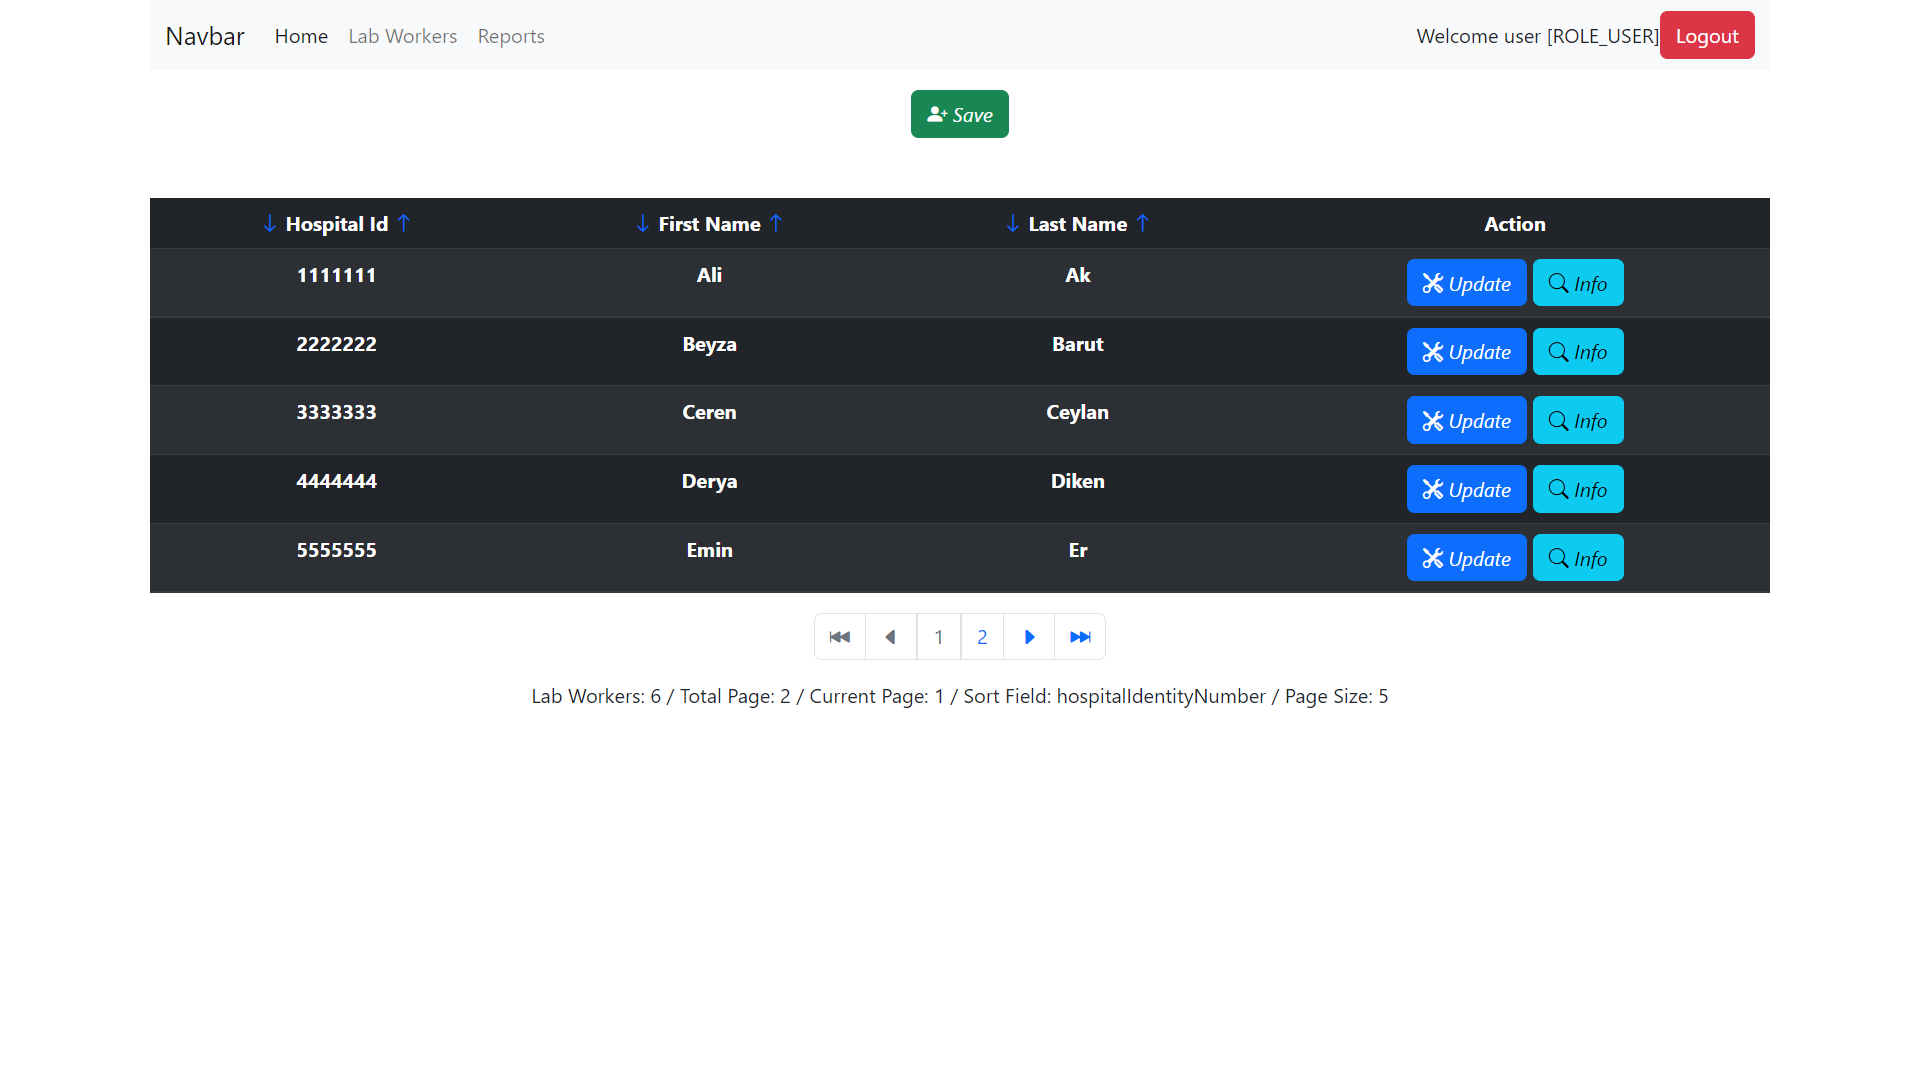 Navbar Home Lab Workers Reports Welcome user [ROLE_USER] Logout
Save
↓ Hospital Id ↑ ↓ First Name ↑ ↓ Last Name ↑ Action
1111111 Ali Ak Update Info
2222222 Beyza Barut Update Info
3333333 Ceren Ceylan Update Info
4444444 Derya Diken Update Info
5555555 Emin Er Update Info
1 2
Lab Workers: 6 / Total Page: 2 / Current Page: 1 / Sort Field: hospitalIdentityNumber / Page Size: 5